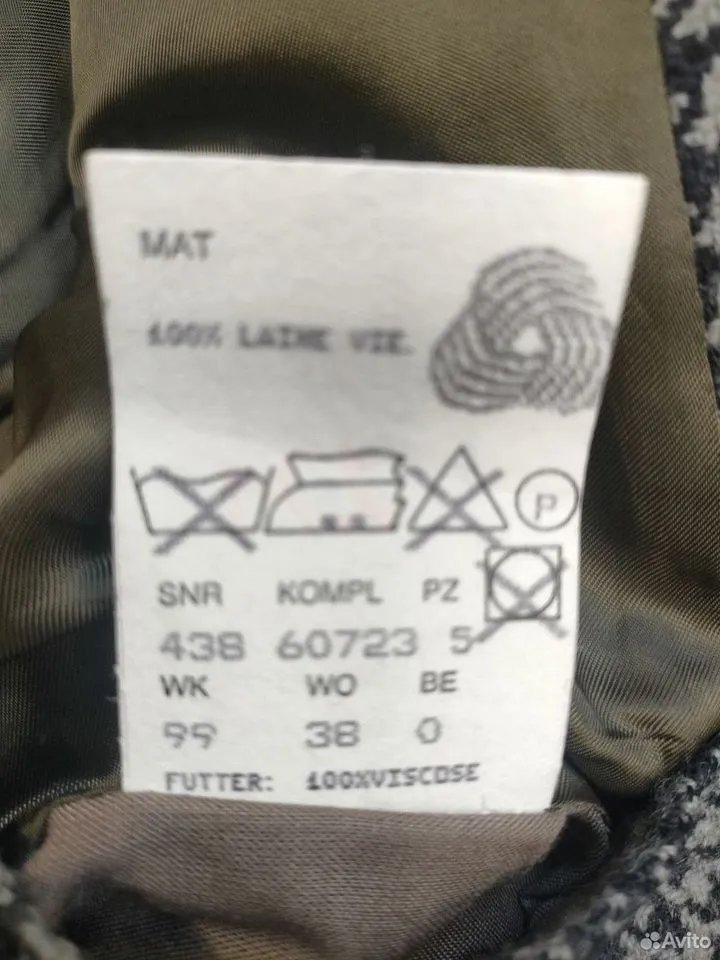 MAT
100% LAINE VIE.
P
SNR KOMPL PZ
438 60723 5
WK WO BE
99 38 0
FUTTER: 100%VISCOSE
Avito